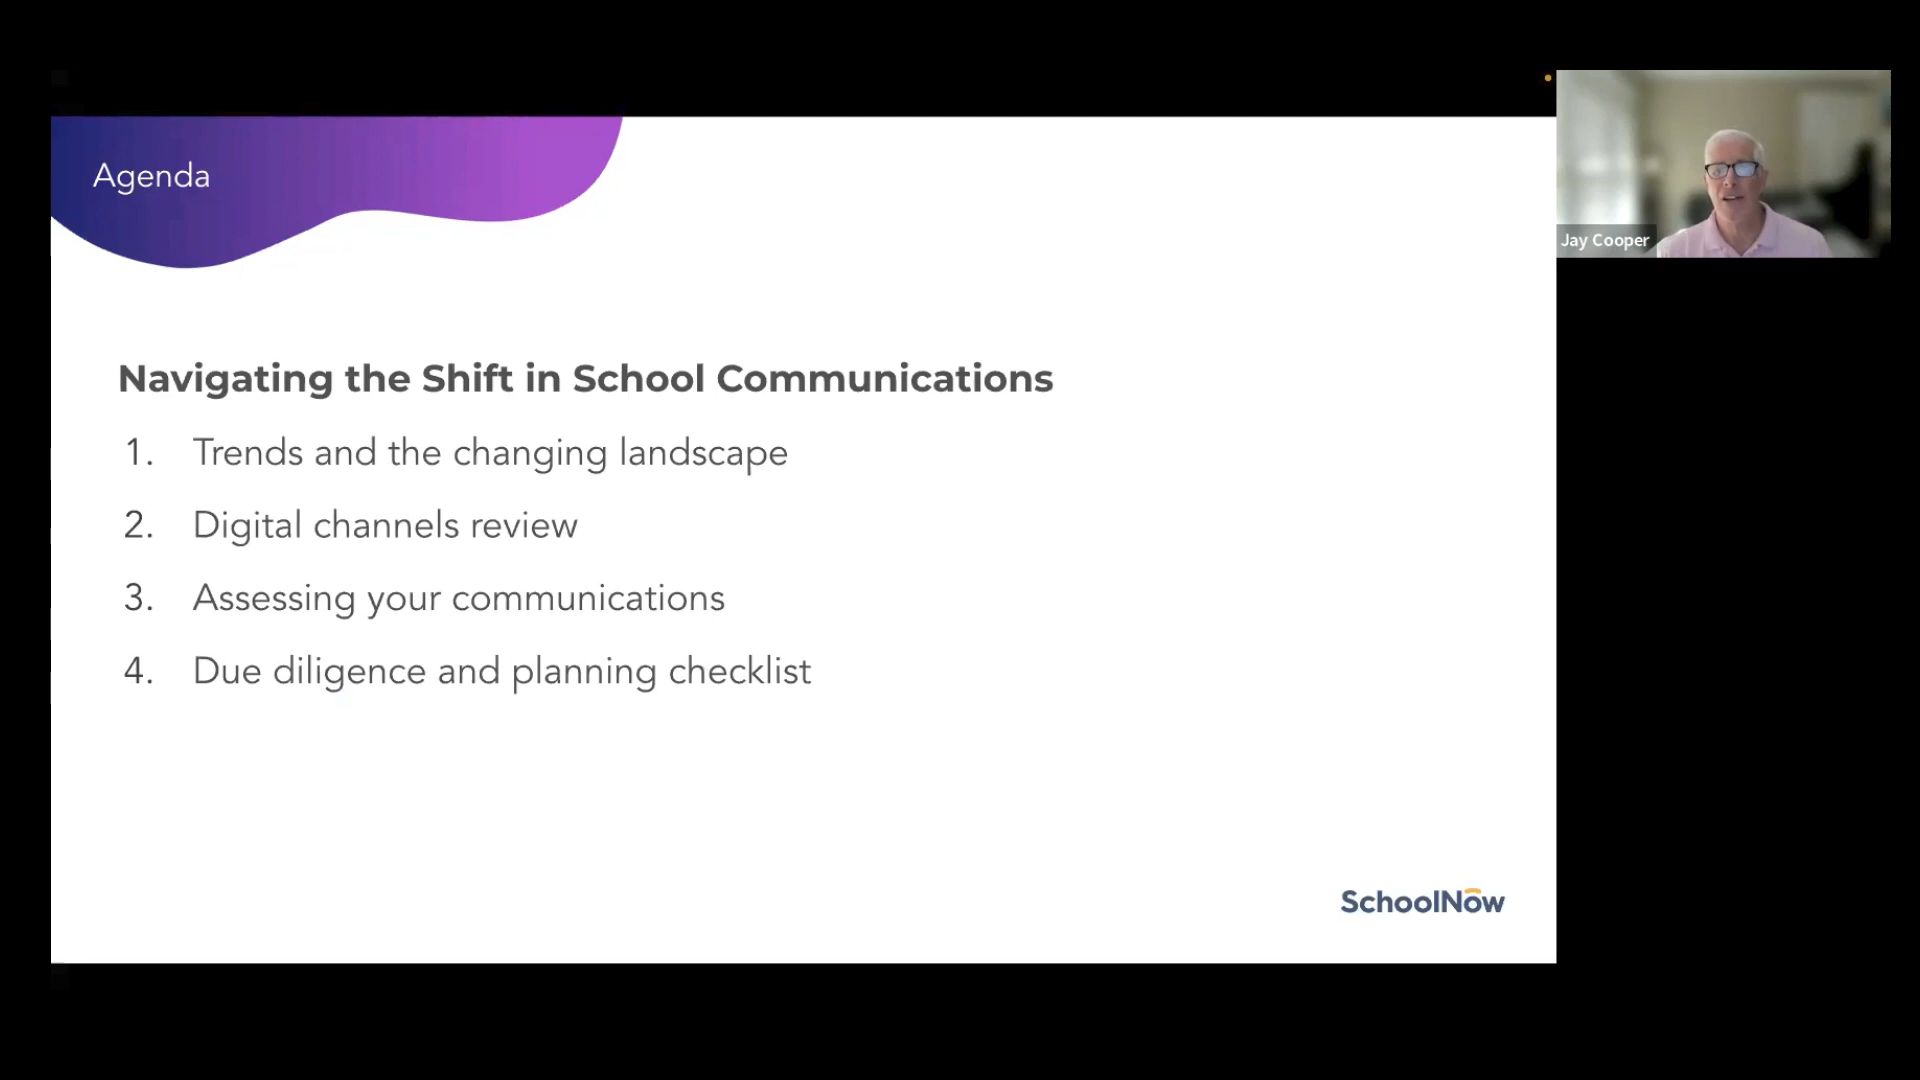 Agenda
Jay Cooper
Navigating the Shift in School Communications
1. Trends and the changing landscape
2. Digital channels review
3. Assessing your communications
4. Due diligence and planning checklist
SchoolNow